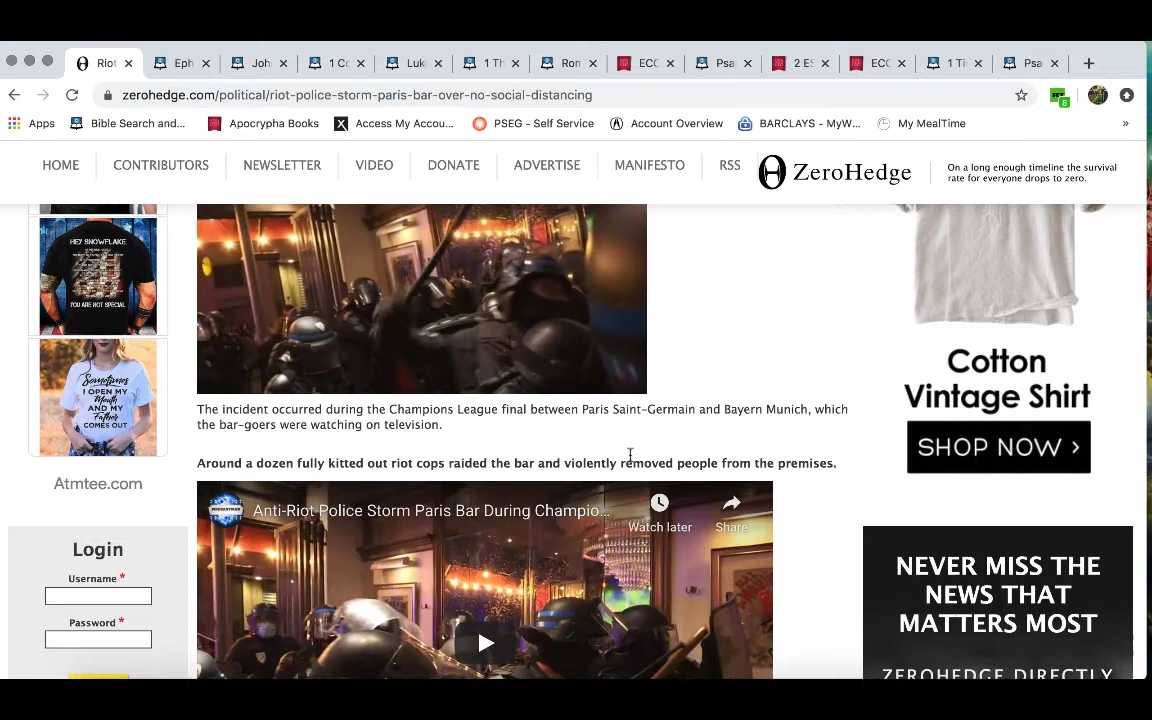 Riot
Eph
Joh
1 Co
Luke
1 Th
Rom
ECC
Psa
2 ES
ECC
1 Ti
Psa
zerohedge.com/political/riot-police-storm-paris-bar-over-no-social-distancing
8
Apps
Bible Search and...
Apocrypha Books
Access My Accou...
PSEG - Self Service
Account Overview
BARCLAYS - MyW...
My MealTime
»
HOME
CONTRIBUTORS
NEWSLETTER
VIDEO
DONATE
ADVERTISE
MANIFESTO
RSS
ZeroHedge
On a long enough timeline the survival
rate for everyone drops to zero.
HEY SNOWFLAKE
YOU ARE NOT SPECIAL
Sometimes
I OPEN MY
Mouth
AND MY
Father
COMES OUT
Atmtee.com
Login
Username *
Password *
The incident occurred during the Champions League final between Paris Saint-Germain and Bayern Munich, which
the bar-goers were watching on television.
Around a dozen fully kitted out riot cops raided the bar and violently removed people from the premises.
Anti-Riot Police Storm Paris Bar During Champio...
Watch later
Share
Cotton
Vintage Shirt
SHOP NOW >
NEVER MISS THE
NEWS THAT
MATTERS MOST
ZEROHEDGE DIRECTLY